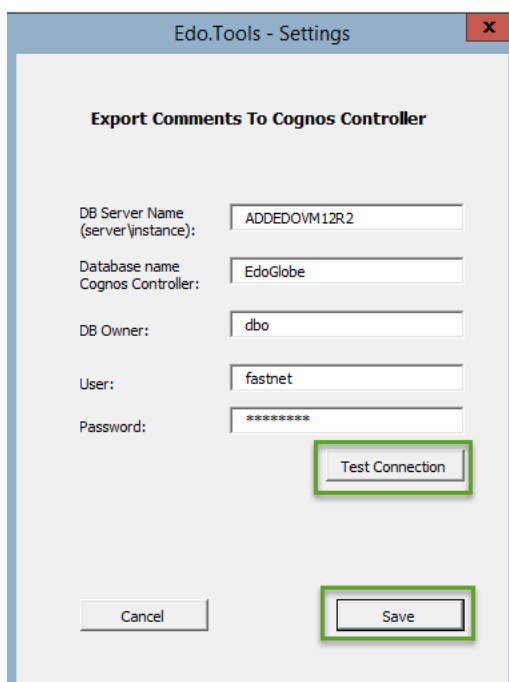 Edo.Tools - Settings
x
Export Comments To Cognos Controller
DB Server Name
(server\instance):
ADDEDOVM12R2
Database name
Cognos Controller:
EdoGlobe
DB Owner:
dbo
User:
fastnet
Password:
********
Test Connection
Cancel
Save